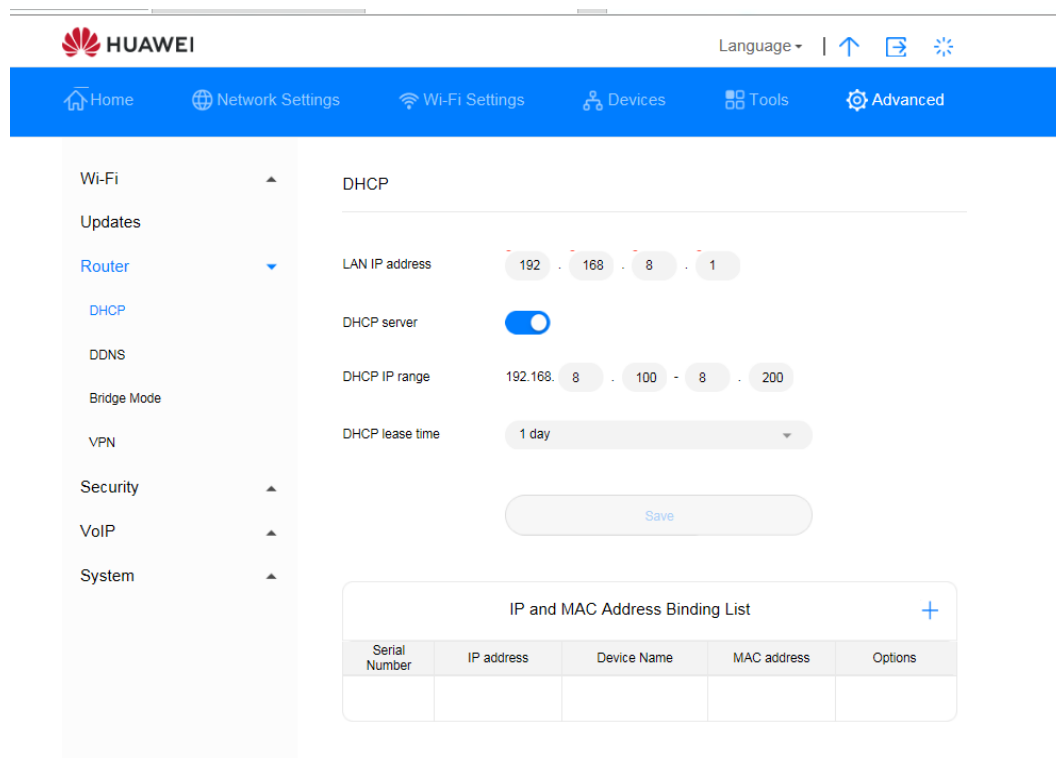 HUAWEI
Language
Home Network Settings Wi-Fi Settings Devices Tools Advanced
Wi-Fi
Updates
Router
DHCP
DDNS
Bridge Mode
VPN
Security
VoIP
System
DHCP
LAN IP address 192 . 168 . 8 . 1
DHCP server
DHCP IP range 192.168. 8 . 100 - 8 . 200
DHCP lease time 1 day
Save
IP and MAC Address Binding List
Serial Number IP address Device Name MAC address Options